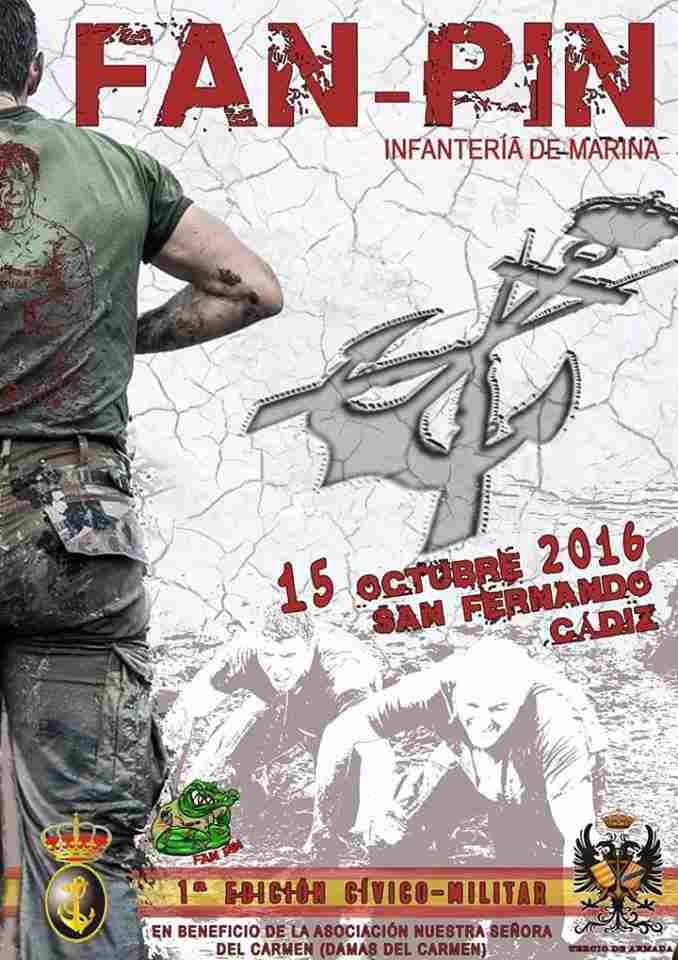 FAN-PIN
INFANTERÍA DE MARINA
15 OCTUBRE 2016
SAN FERNANDO
CÁDIZ
FAN PIN
1ª EDICIÓN CÍVICO-MILITAR
EN BENEFICIO DE LA ASOCIACIÓN NUESTRA SEÑORA
DEL CARMEN (DAMAS DEL CARMEN)
TERCIO DE ARMADA